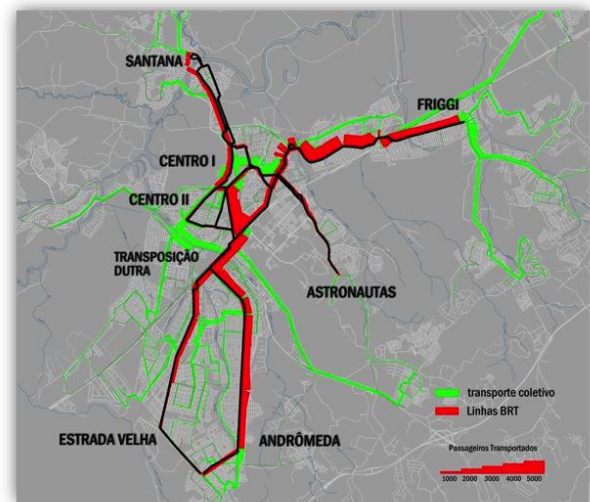 SANTANA
FRIGGI
CENTRO I
CENTRO II
TRANSPOSIÇÃO
DUTRA
ASTRONAUTAS
ESTRADA VELHA
ANDRÔMEDA
transporte coletivo
Linhas BRT
Passageiros Transportados
1000 2000 3000 4000 5000